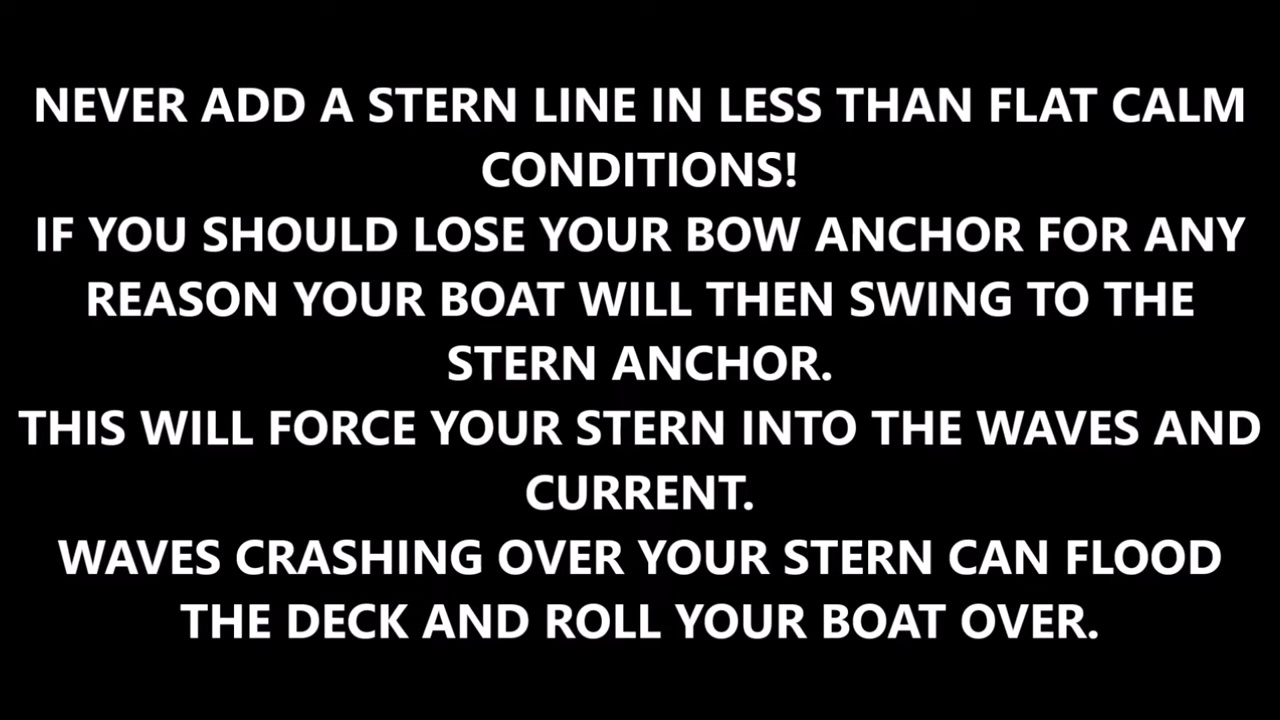 NEVER ADD A STERN LINE IN LESS THAN FLAT CALM
CONDITIONS!
IF YOU SHOULD LOSE YOUR BOW ANCHOR FOR ANY
REASON YOUR BOAT WILL THEN SWING TO THE
STERN ANCHOR.
THIS WILL FORCE YOUR STERN INTO THE WAVES AND
CURRENT.
WAVES CRASHING OVER YOUR STERN CAN FLOOD
THE DECK AND ROLL YOUR BOAT OVER.